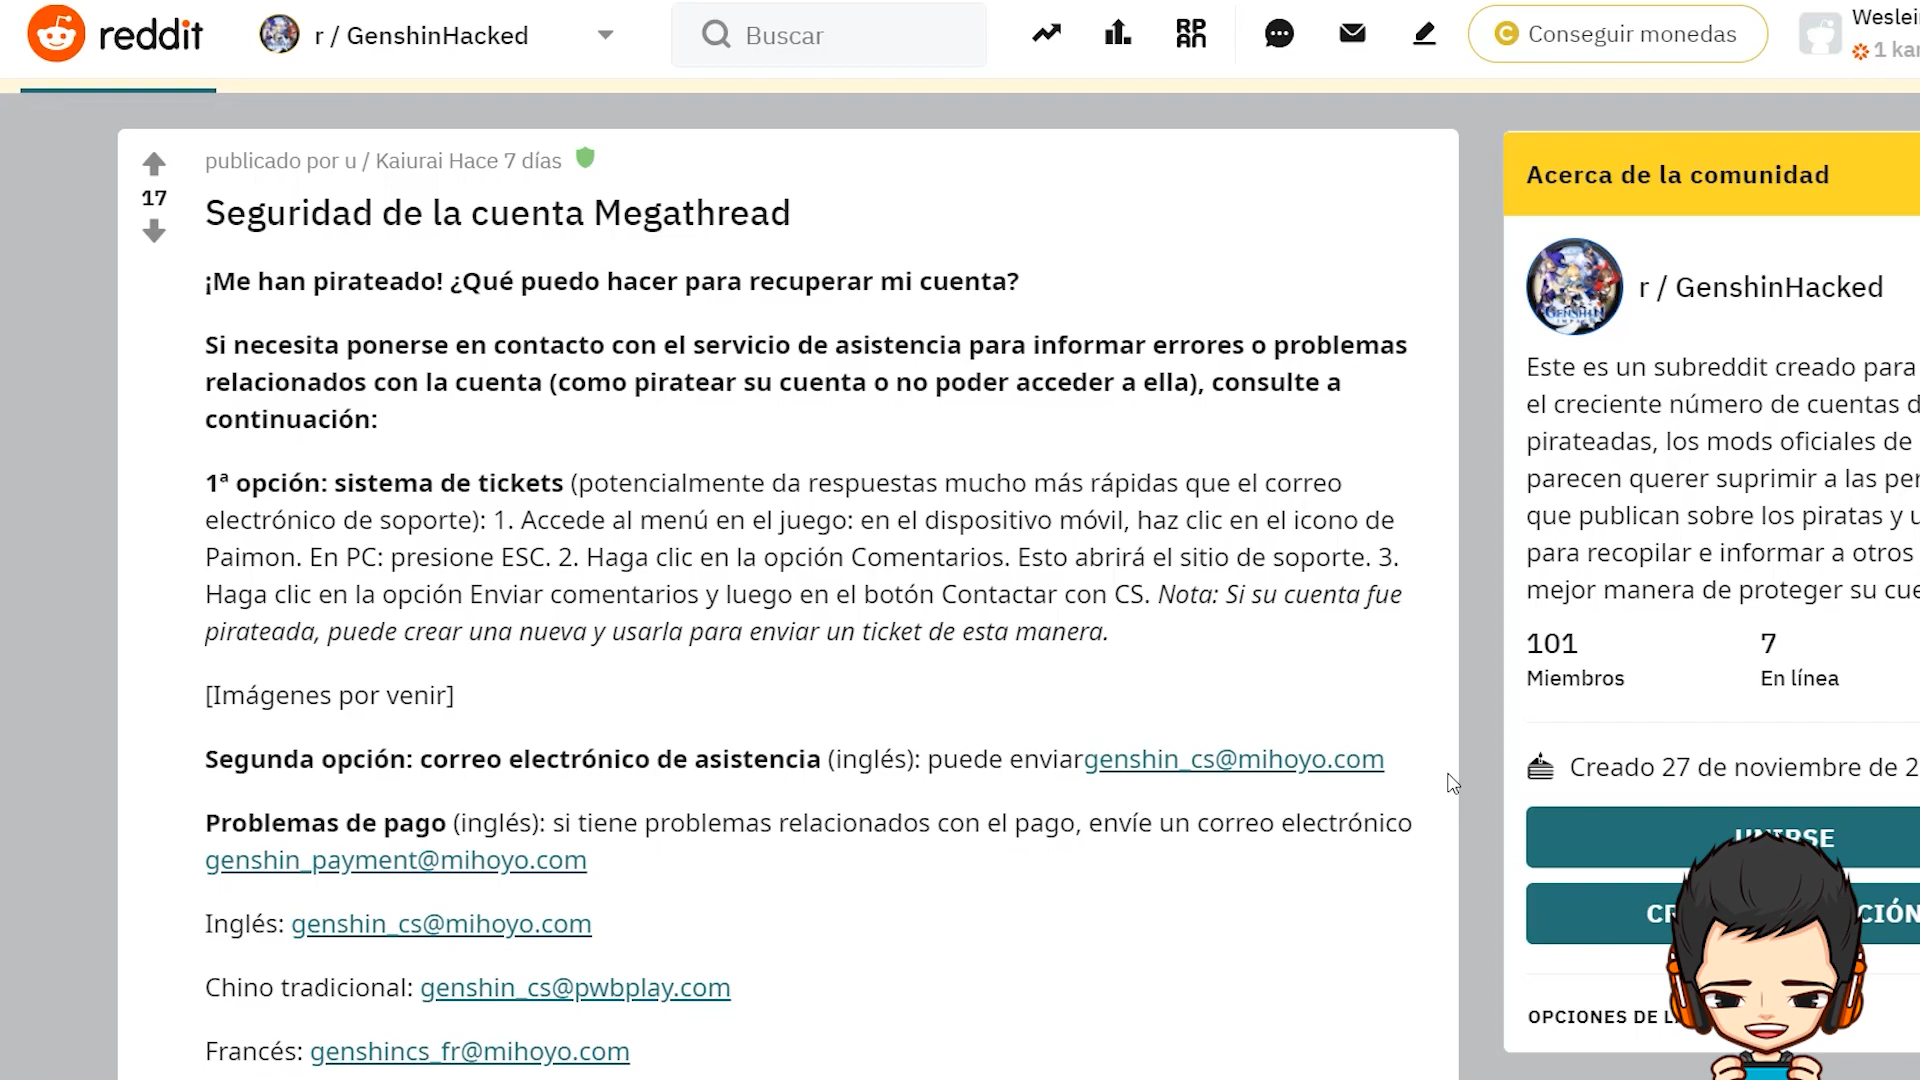 reddit
r / GenshinHacked
Buscar
RPAN
Conseguir monedas
1
publicado por u / Kaiurai Hace 7 días
17
Seguridad de la cuenta Megathread
¡Me han pirateado! ¿Qué puedo hacer para recuperar mi cuenta?
Si necesita ponerse en contacto con el servicio de asistencia para informar errores o problemas
relacionados con la cuenta (como piratear su cuenta o no poder acceder a ella), consulte a
continuación:
1ª opción: sistema de tickets (potencialmente da respuestas mucho más rápidas que el correo
electrónico de soporte): 1. Accede al menú en el juego: en el dispositivo móvil, haz clic en el icono de
Paimon. En PC: presione ESC. 2. Haga clic en la opción Comentarios. Esto abrirá el sitio de soporte. 3.
Haga clic en la opción Enviar comentarios y luego en el botón Contactar con CS. Nota: Si su cuenta fue
pirateada, puede crear una nueva y usarla para enviar un ticket de esta manera.
[Imágenes por venir]
Segunda opción: correo electrónico de asistencia (inglés): puede enviargenshin_cs@mihoyo.com
Problemas de pago (inglés): si tiene problemas relacionados con el pago, envíe un correo electrónico
genshin_payment@mihoyo.com
Inglés: genshin_cs@mihoyo.com
Chino tradicional: genshin_cs@pwbplay.com
Francés: genshincs_fr@mihoyo.com
Acerca de la comunidad
GENSHIN
IMPACT
r / GenshinHacked
Este es un subreddit creado para
el creciente número de cuentas
pirateadas, los mods oficiales de
parecen querer suprimir a las
que publican sobre los piratas y
para recopilar e informar a otros
mejor manera de proteger su
101
Miembros
7
En línea
Creado 27 de noviembre de
UNIRSE
OPCIONES DE